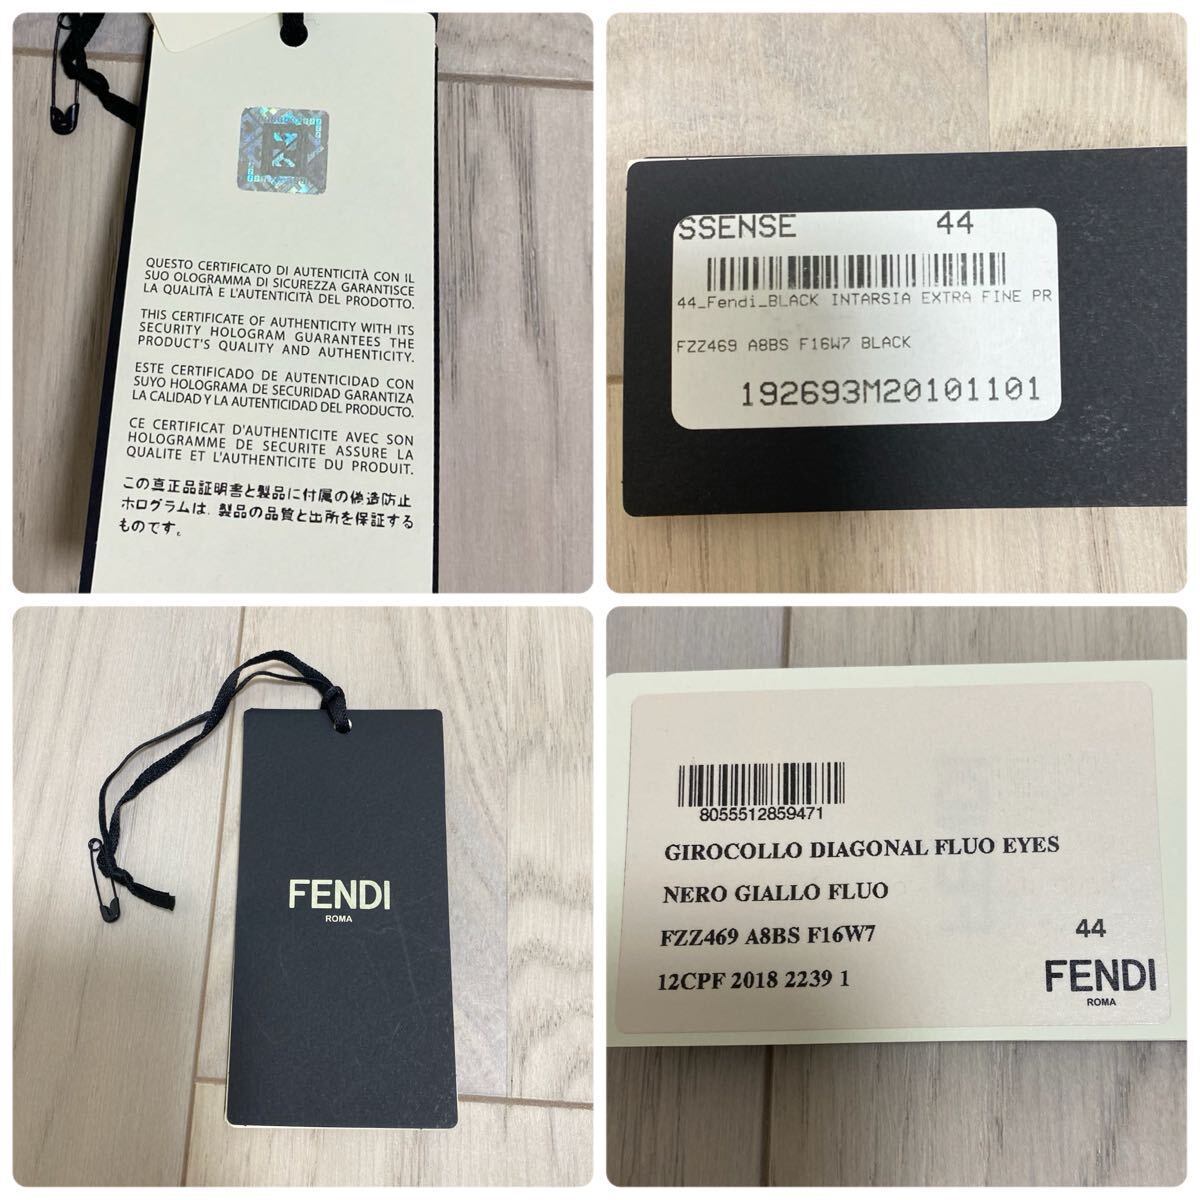 QUESTO CERTIFICATO DI AUTENTICITÀ CON IL
SUO OLOGRAMMA DI SICUREZZA GARANTISCE
LA QUALITÀ E L'AUTENTICITÀ DEL PRODOTTO.
THIS CERTIFICATE OF AUTHENTICITY WITH ITS
SECURITY HOLOGRAM GUARANTEES THE
PRODUCT'S QUALITY AND AUTHENTICITY.
ESTE CERTIFICADO DE AUTENTICIDAD CON
SUYO HOLOGRAMA DE SECURIDAD GARANTIZA
LA CALIDAD Y LA AUTENTICIDAD DEL PRODUCTO.
CE CERTIFICAT D'AUTHENTICITE AVEC SON
HOLOGRAMME DE SECURITE ASSURE LA
QUALITE ET L'AUTHENTICITE DU PRODUIT.
この真正品証明書と製品に付属の偽造防止
ホログラムは、製品の品質と出所を保証する
ものです。
SSENSE 44
44_Fendi_BLACK INTARSIA EXTRA FINE PR
FZZ469 A8BS F16W7 BLACK
192693M20101101
FENDI
ROMA
8055512859471
GIROCOLLO DIAGONAL FLUO EYES
NERO GIALLO FLUO
FZZ469 A8BS F16W7 44
12CPF 2018 2239 1
FENDI
ROMA